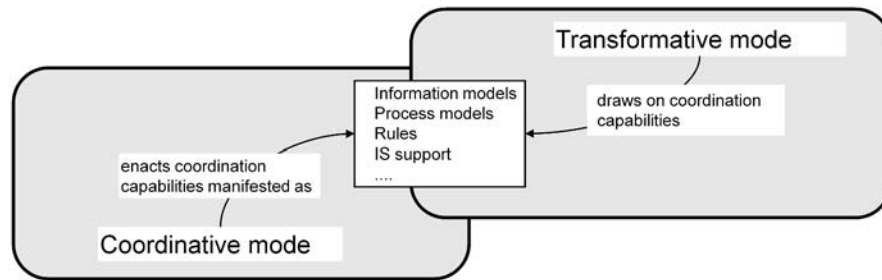 Transformative mode
draws on coordination
capabilities
Information models
Process models
Rules
IS support
....
enacts coordination
capabilities manifested as
Coordinative mode